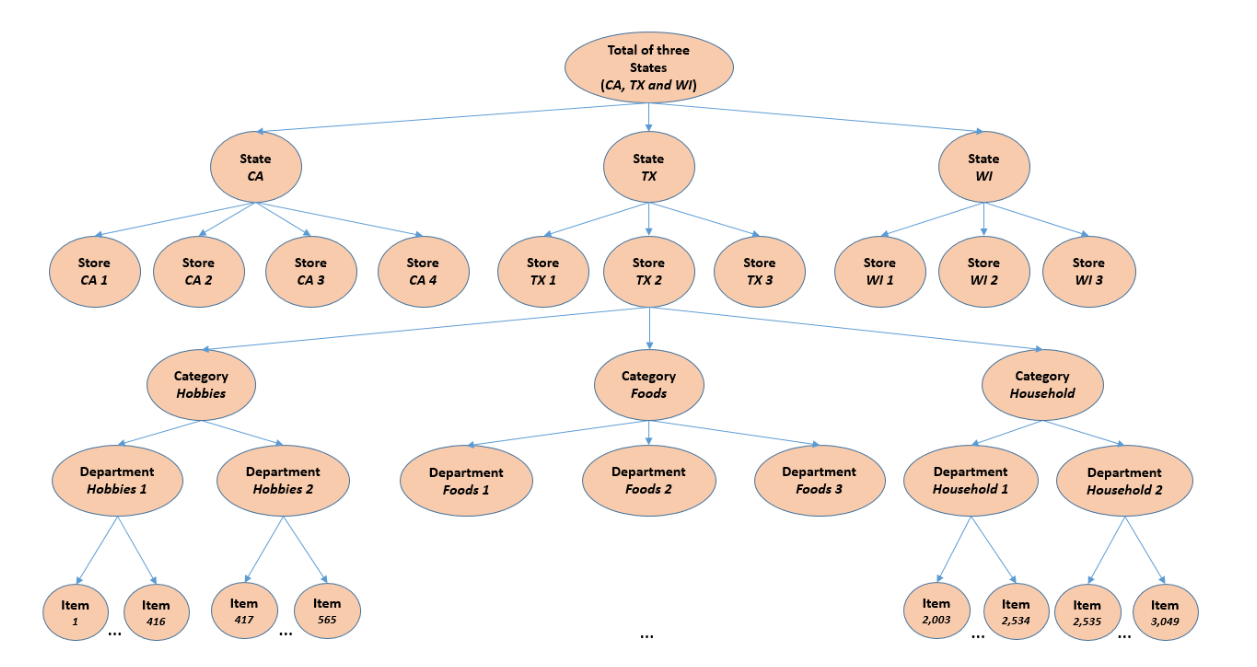 Total of three
States
(CA, TX and WI)
State
CA
State
TX
State
WI
Store
CA 1
Store
CA 2
Store
CA 3
Store
CA 4
Store
TX 1
Store
TX 2
Store
TX 3
Store
WI 1
Store
WI 2
Store
WI 3
Category
Hobbies
Category
Foods
Category
Household
Department
Hobbies 1
Department
Hobbies 2
Department
Foods 1
Department
Foods 2
Department
Foods 3
Department
Household 1
Department
Household 2
Item
1
...
Item
416
Item
417
...
Item
565
...
Item
2,003
...
Item
2,534
Item
2,535
...
Item
3,049